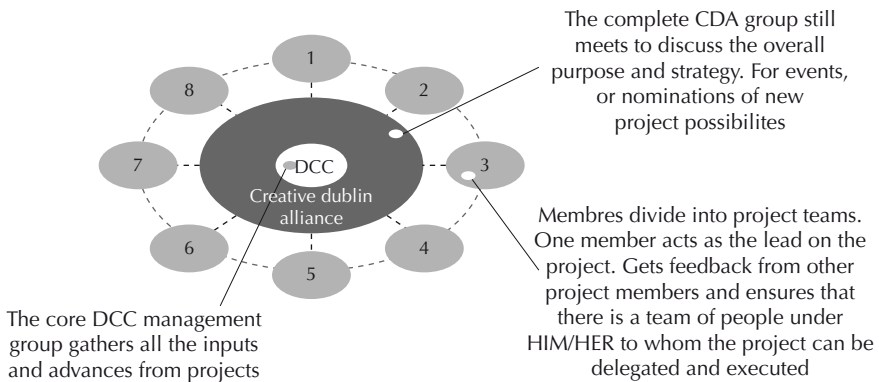 The complete CDA group still
meets to discuss the overall
purpose and strategy. For events,
or nominations of new
project possibilites
1
2
3
4
5
6
7
8
DCC
Creative dublin
alliance
Membres divide into project teams.
One member acts as the lead on the
project. Gets feedback from other
project members and ensures that
there is a team of people under
HIM/HER to whom the project can be
delegated and executed
The core DCC management
group gathers all the inputs
and advances from projects